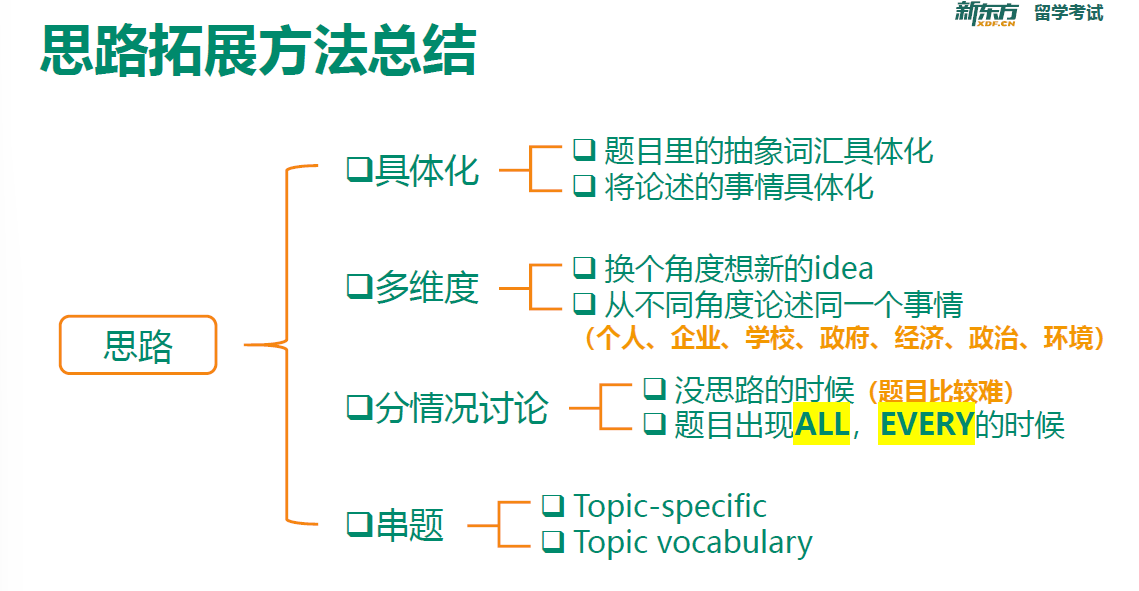 新东方 XDF.CN 留学考试
思路拓展方法总结
思路
❑具体化
❑ 题目里的抽象词汇具体化
❑ 将论述的事情具体化
❑多维度
❑ 换个角度想新的idea
❑ 从不同角度论述同一个事情
（个人、企业、学校、政府、经济、政治、环境）
❑分情况讨论
❑ 没思路的时候（题目比较难）
❑ 题目出现ALL，EVERY的时候
❑串题
❑ Topic-specific
❑ Topic vocabulary